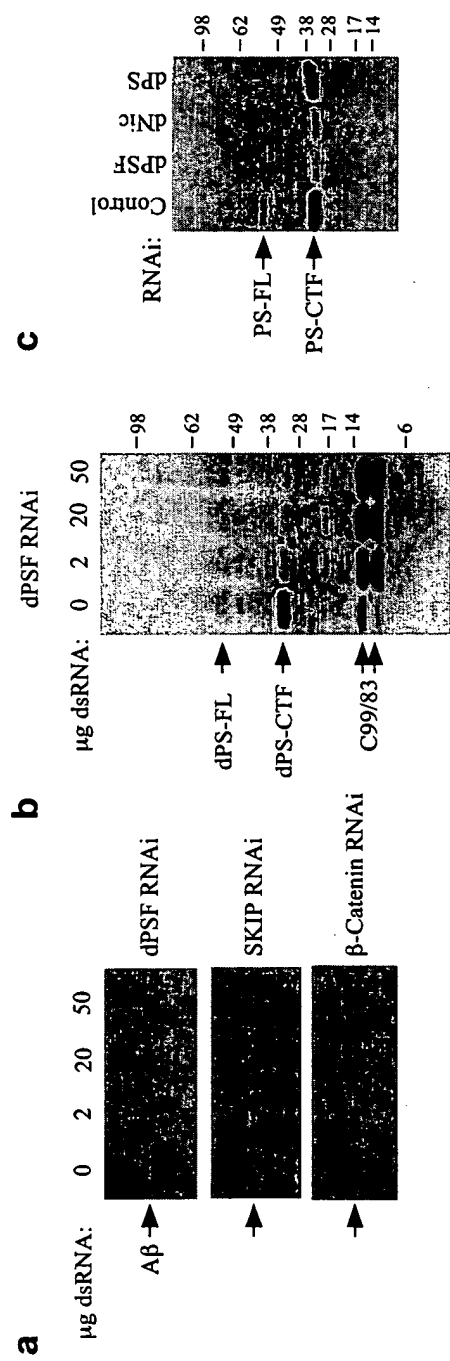 a
μg dsRNA: 0 2 20 50
Aβ
dPSF RNAi
SKIP RNAi
β-Catenin RNAi
b
dPSF RNAi
μg dsRNA: 0 2 20 50
dPS-FL
dPS-CTF
C99/83
–98
–62
–49
–38
–28
–17
–14
–6
c
RNAi: Control dPSF dNic dPS
PS-FL
PS-CTF
–98
–62
–49
–38
–28
–17
–14